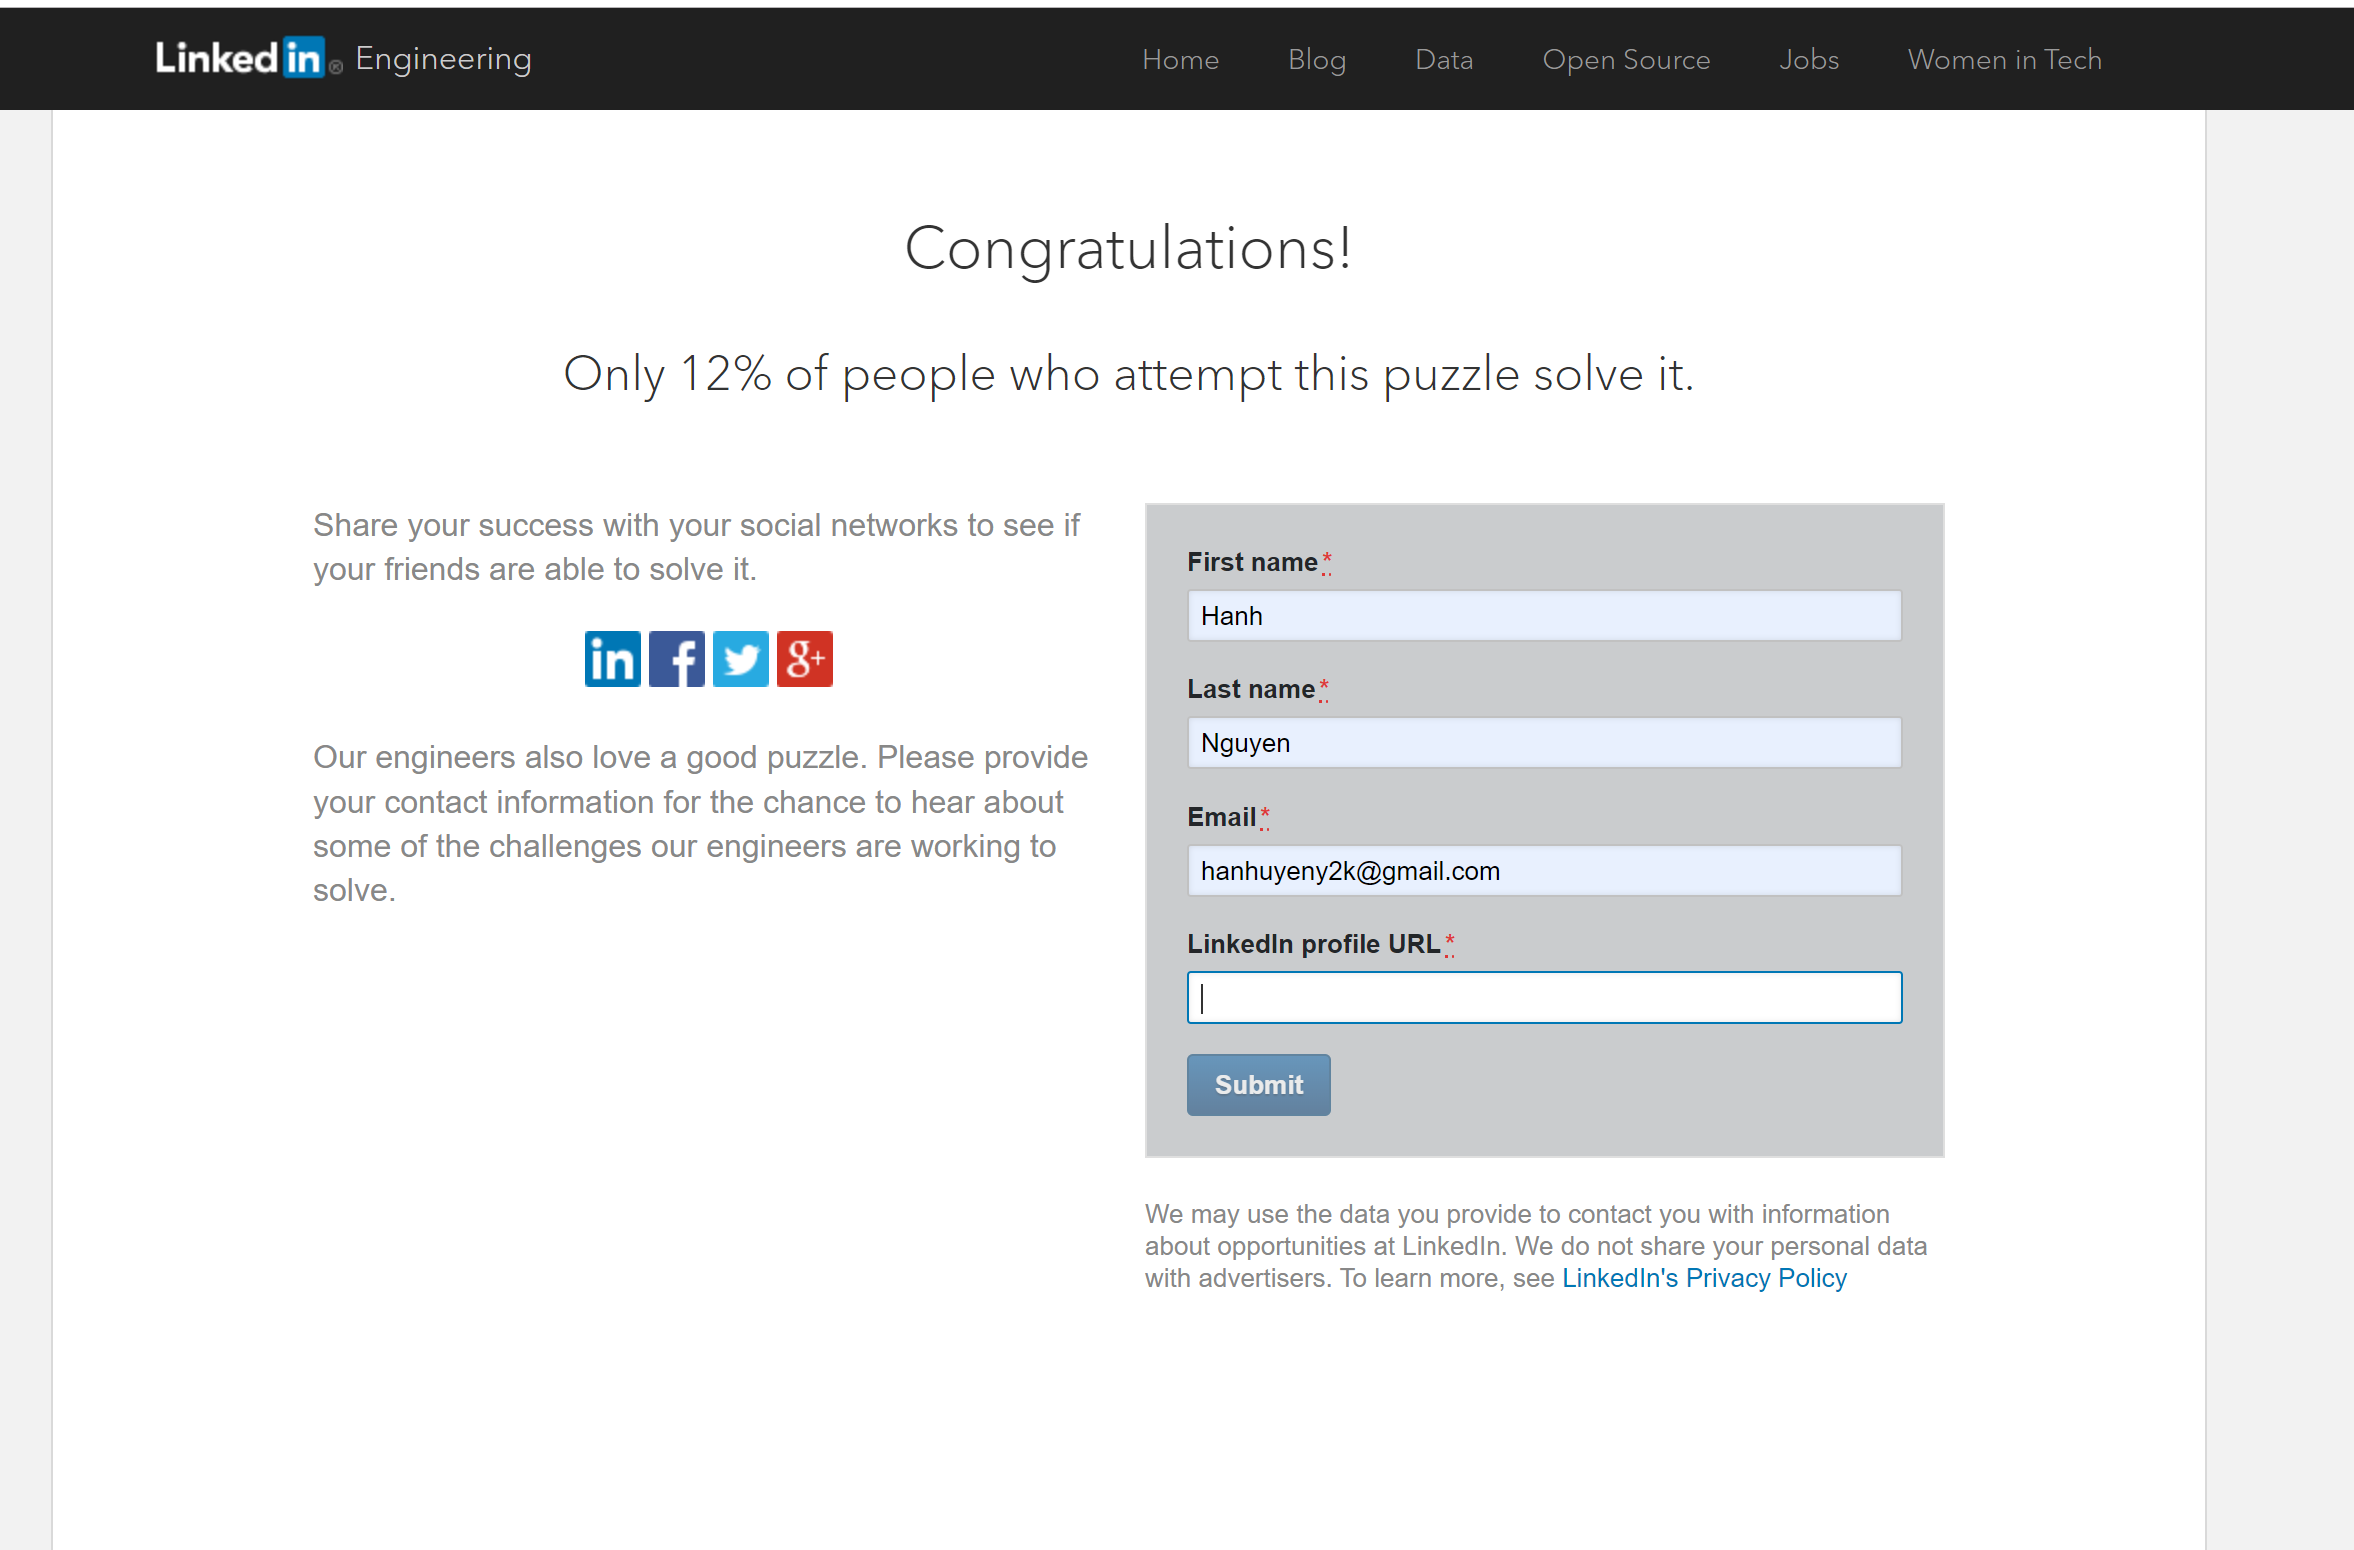 Linked in ® Engineering
Home Blog Data Open Source Jobs Women in Tech
Congratulations!
Only 12% of people who attempt this puzzle solve it.
Share your success with your social networks to see if
your friends are able to solve it.
in f g+
Our engineers also love a good puzzle. Please provide
your contact information for the chance to hear about
some of the challenges our engineers are working to
solve.
First name*
Hanh
Last name*
Nguyen
Email*
hanhuyeny2k@gmail.com
LinkedIn profile URL*
Submit
We may use the data you provide to contact you with information
about opportunities at LinkedIn. We do not share your personal data
with advertisers. To learn more, see LinkedIn's Privacy Policy